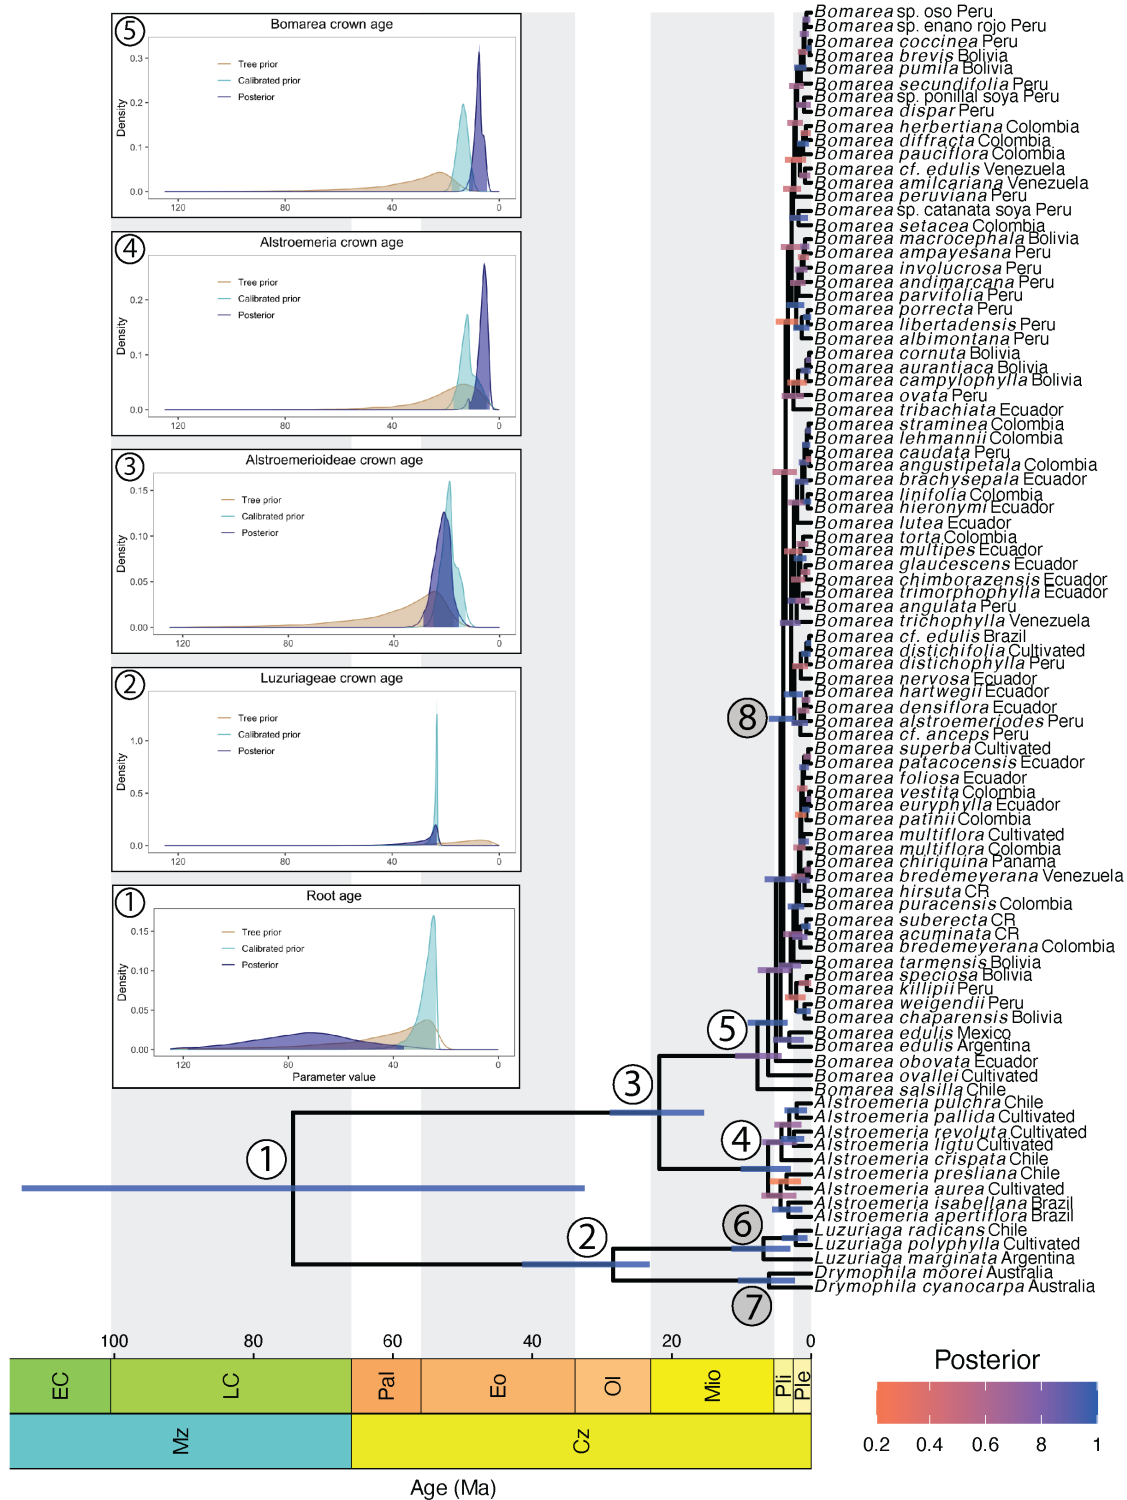 5
Bomarea crown age
Tree prior
Calibrated prior
Posterior
Density
0.3
0.2
0.1
0.0
120
80
40
0
4
Alstroemeria crown age
Tree prior
Calibrated prior
Posterior
Density
0.2
0.1
0.0
120
80
40
0
3
Alstroemerioideae crown age
Tree prior
Calibrated prior
Posterior
Density
0.15
0.10
0.05
0.00
120
80
40
0
2
Luzuriageae crown age
Tree prior
Calibrated prior
Posterior
Density
1.0
0.5
0.0
120
80
40
0
1
Root age
Tree prior
Calibrated prior
Posterior
Density
0.15
0.10
0.05
0.00
120
80
40
0
Parameter value
Bomarea sp. oso Peru
Bomarea sp. enano rojo Peru
Bomarea coccinea Peru
Bomarea brevis Bolivia
Bomarea pumila Bolivia
Bomarea secundifolia Peru
Bomarea sp. ponillal soya Peru
Bomarea dispar Peru
Bomarea herbertiana Colombia
Bomarea diffracta Colombia
Bomarea pauciflora Colombia
Bomarea cf. edulis Venezuela
Bomarea amilcariana Venezuela
Bomarea peruviana Peru
Bomarea sp. catanata soya Peru
Bomarea setacea Colombia
Bomarea macrocephala Bolivia
Bomarea ampayesana Peru
Bomarea involucrosa Peru
Bomarea andimarcana Peru
Bomarea parvifolia Peru
Bomarea porrecta Peru
Bomarea libertadensis Peru
Bomarea albimontana Peru
Bomarea cornuta Bolivia
Bomarea aurantiaca Bolivia
Bomarea campylophylla Bolivia
Bomarea ovata Peru
Bomarea tribachiata Ecuador
Bomarea straminea Colombia
Bomarea lehmannii Colombia
Bomarea caudata Peru
Bomarea angustipetala Colombia
Bomarea brachysepala Ecuador
Bomarea linifolia Colombia
Bomarea hieronymi Ecuador
Bomarea lutea Ecuador
Bomarea torta Colombia
Bomarea multipes Ecuador
Bomarea glaucescens Ecuador
Bomarea chimborazensis Ecuador
Bomarea trimorphophylla Ecuador
Bomarea angulata Peru
Bomarea trichophylla Venezuela
Bomarea cf. edulis Brazil
Bomarea distichifolia Cultivated
Bomarea distichophylla Peru
Bomarea nervosa Ecuador
Bomarea hartwegii Ecuador
Bomarea densiflora Ecuador
Bomarea alstroemeriodes Peru
Bomarea cf. anceps Peru
Bomarea superba Cultivated
Bomarea patacocensis Ecuador
Bomarea foliosa Ecuador
Bomarea vestita Colombia
Bomarea euryphylla Ecuador
Bomarea patinii Colombia
Bomarea multiflora Cultivated
Bomarea multiflora Colombia
Bomarea chiriquina Panama
Bomarea bredemeyerana Venezuela
Bomarea hirsuta CR
Bomarea puracensis Colombia
Bomarea suberecta CR
Bomarea acuminata CR
Bomarea bredemeyerana Colombia
Bomarea tarmensis Bolivia
Bomarea speciosa Bolivia
Bomarea killipii Peru
Bomarea weigendii Peru
Bomarea chaparensis Bolivia
Bomarea edulis Mexico
Bomarea edulis Argentina
Bomarea obovata Ecuador
Bomarea ovallei Cultivated
Bomarea salsilla Chile
Alstroemeria pulchra Chile
Alstroemeria pallida Cultivated
Alstroemeria revoluta Cultivated
Alstroemeria ligtu Cultivated
Alstroemeria crispata Chile
Alstroemeria presliana Chile
Alstroemeria aurea Cultivated
Alstroemeria isabellana Brazil
Alstroemeria apertiflora Brazil
Luzuriaga radicans Chile
Luzuriaga polyphylla Cultivated
Luzuriaga marginata Argentina
Drymophila moorei Australia
Drymophila cyanocarpa Australia
8
5
3
4
1
6
2
7
100
80
60
40
20
0
EC
LC
Pal
Eo
Ol
Mio
Pli
Ple
Mz
Cz
Age (Ma)
Posterior
0.2
0.4
0.6
8
1